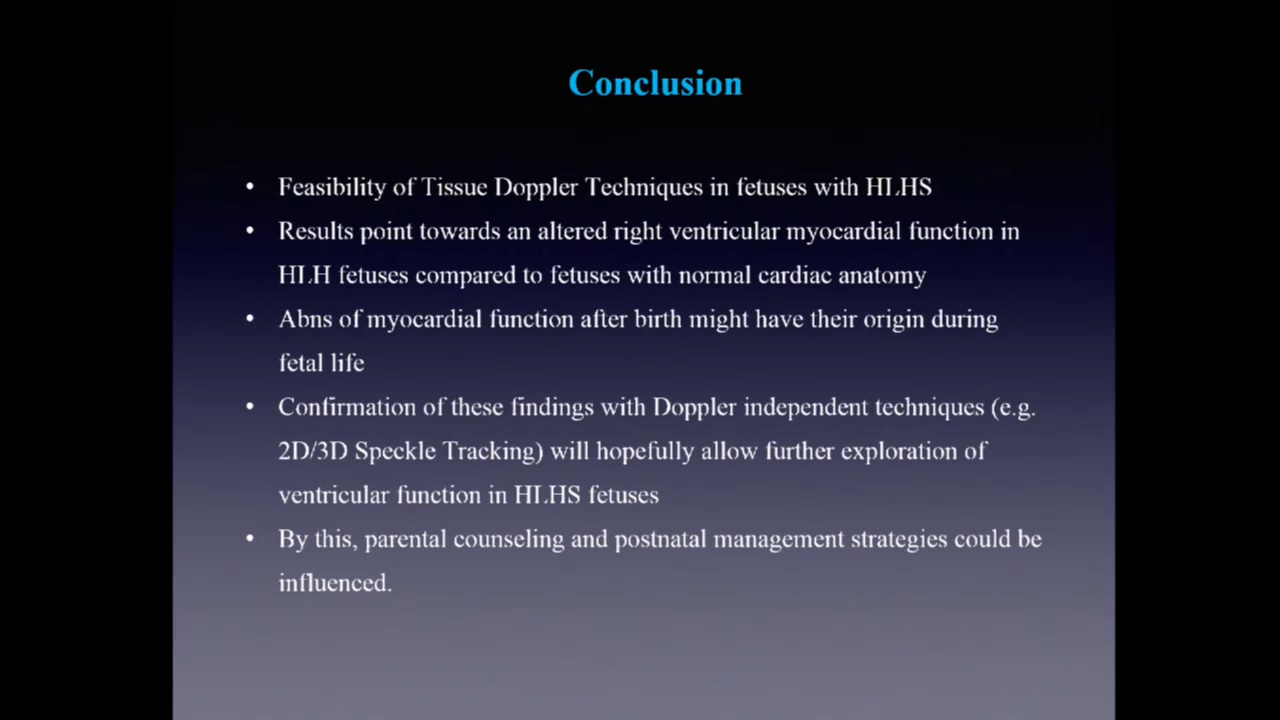 Conclusion
• Feasibility of Tissue Doppler Techniques in fetuses with HLHS
• Results point towards an altered right ventricular myocardial function in
HLH fetuses compared to fetuses with normal cardiac anatomy
• Abns of myocardial function after birth might have their origin during
fetal life
• Confirmation of these findings with Doppler independent techniques (e.g.
2D/3D Speckle Tracking) will hopefully allow further exploration of
ventricular function in HLHS fetuses
• By this, parental counseling and postnatal management strategies could be
influenced.